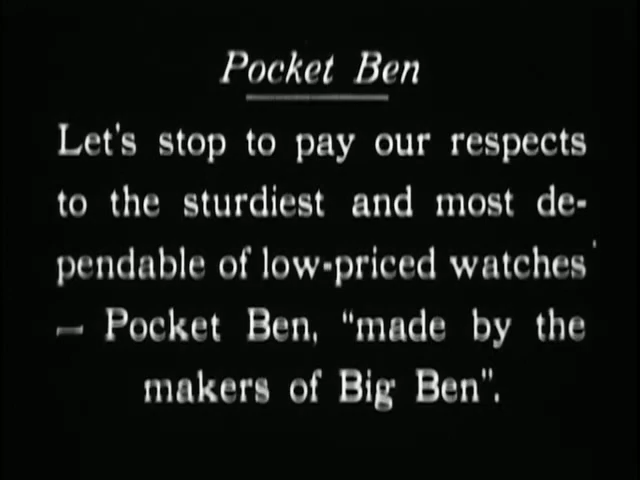 Pocket Ben
Let's stop to pay our respects
to the sturdiest and most de-
pendable of low-priced watches
— Pocket Ben, "made by the
makers of Big Ben".